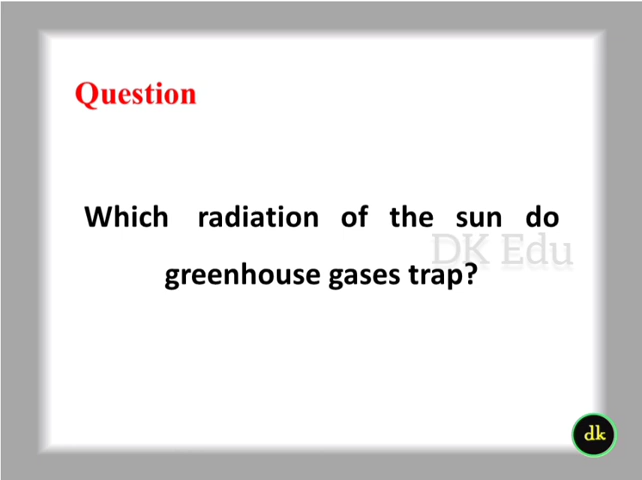 Question
Which radiation of the sun do
DK Edu
greenhouse gases trap?
dk